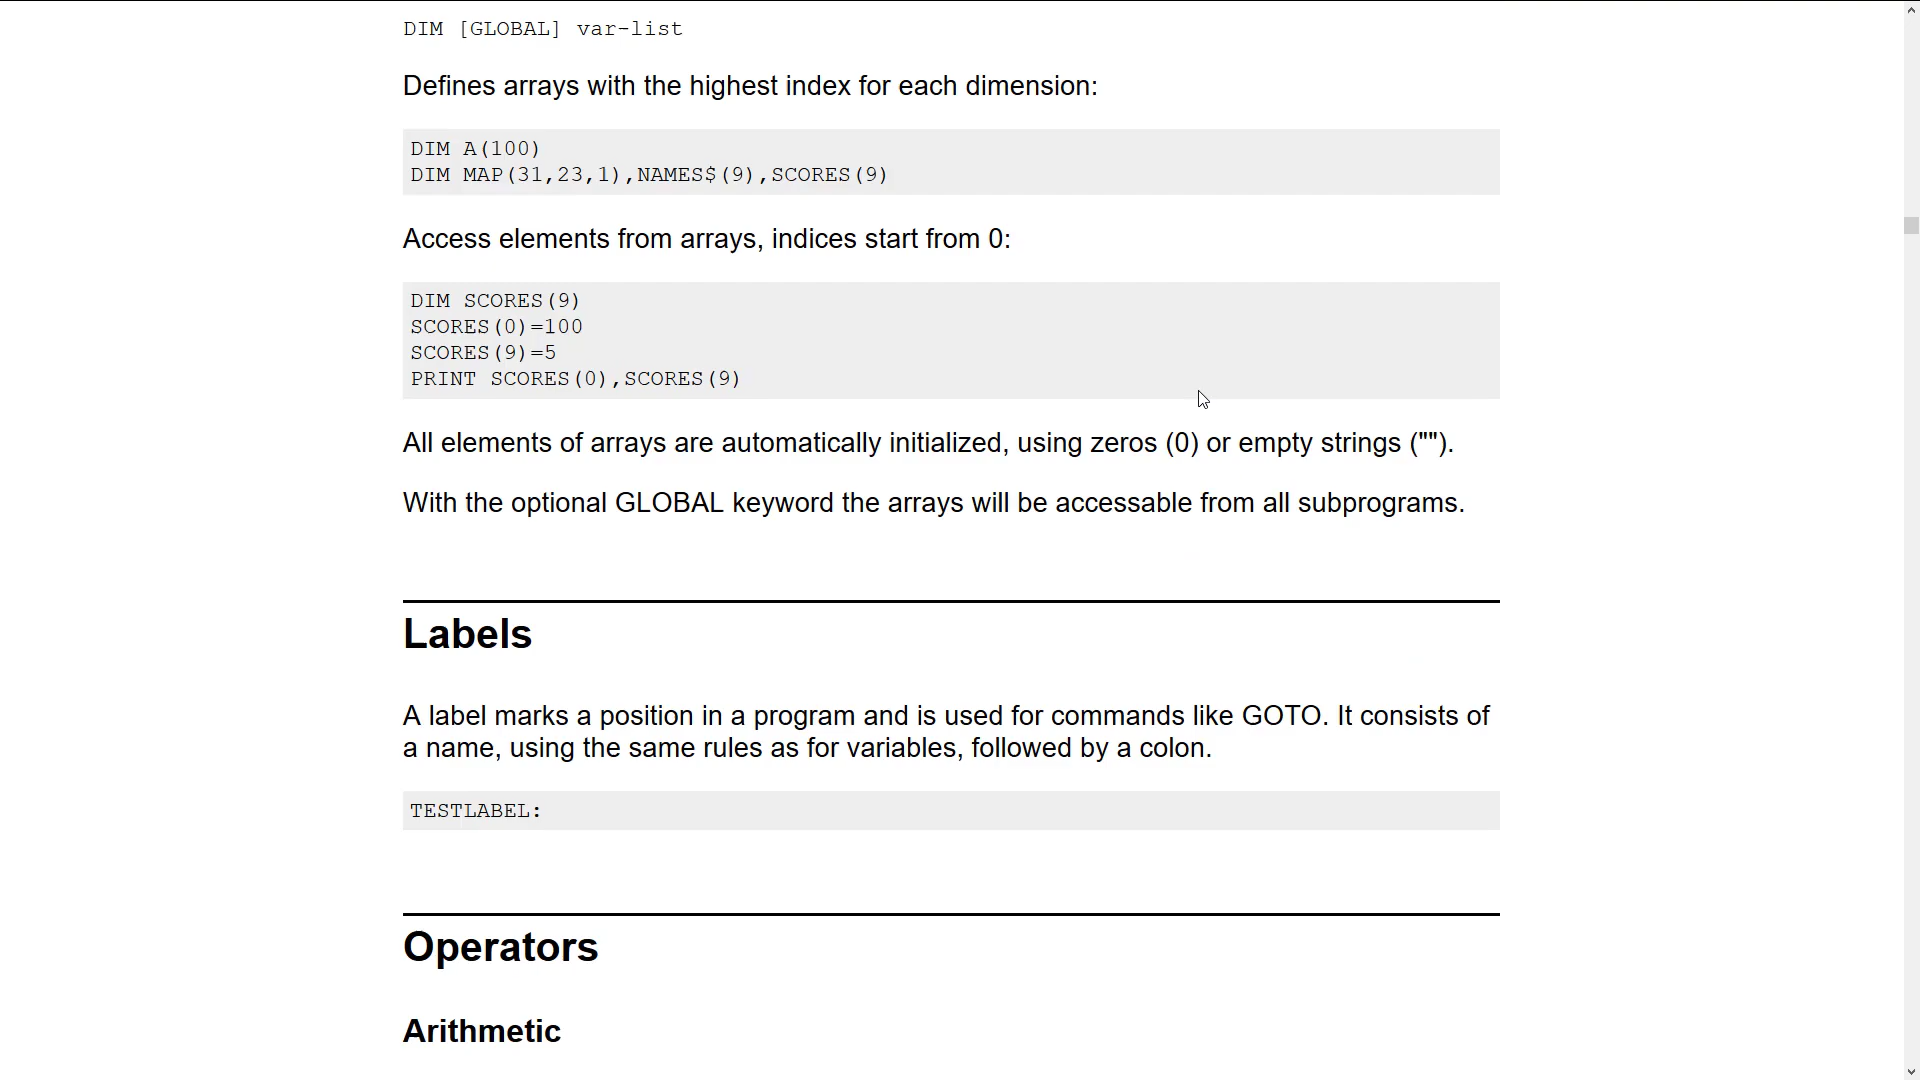 DIM [GLOBAL] var-list
Defines arrays with the highest index for each dimension:
DIM A(100)
DIM MAP(31,23,1),NAMES$(9),SCORES(9)
Access elements from arrays, indices start from 0:
DIM SCORES(9)
SCORES(0)=100
SCORES(9)=5
PRINT SCORES(0),SCORES(9)
All elements of arrays are automatically initialized, using zeros (0) or empty strings ("").
With the optional GLOBAL keyword the arrays will be accessable from all subprograms.
Labels
A label marks a position in a program and is used for commands like GOTO. It consists of
a name, using the same rules as for variables, followed by a colon.
TESTLABEL:
Operators
Arithmetic